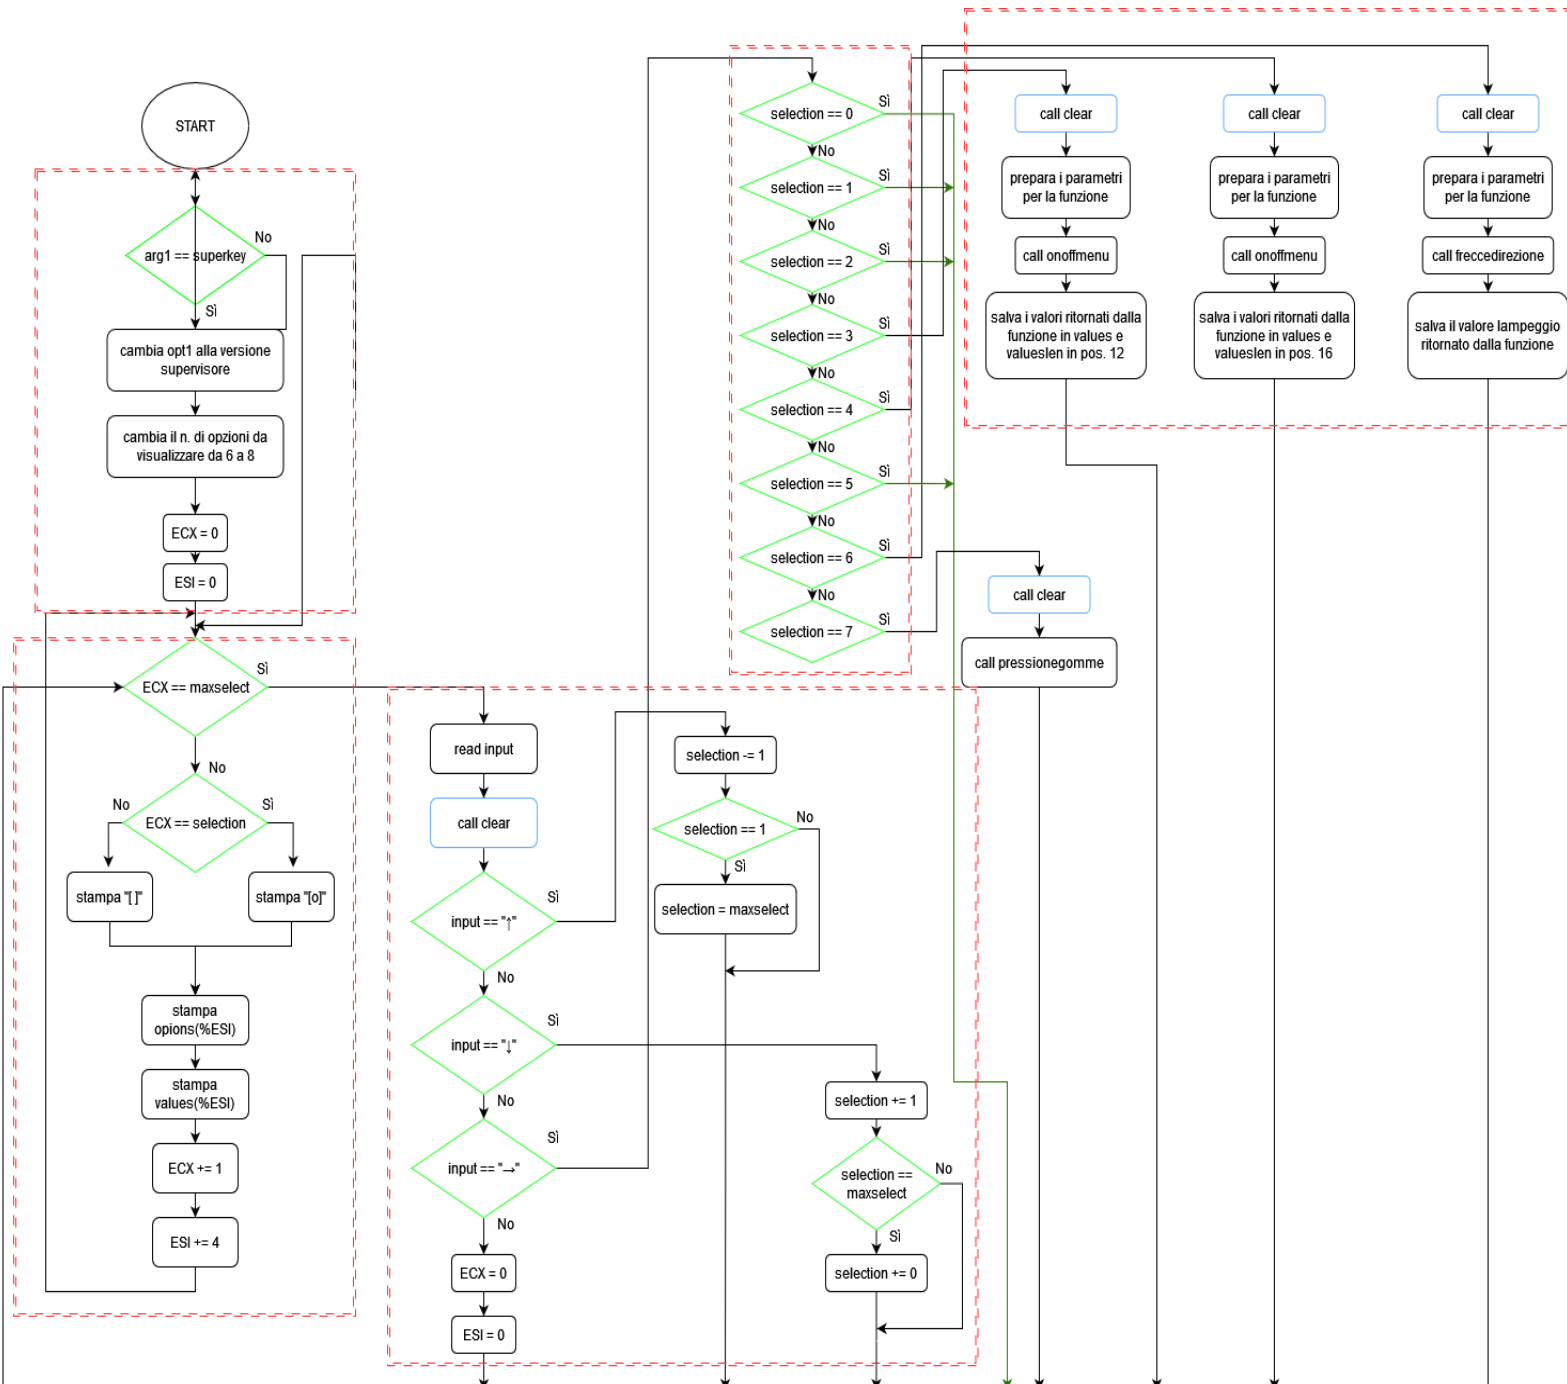 START
arg1 == superkey
No
Sì
cambia opt1 alla versione
supervisore
cambia il n. di opzioni da
visualizzare da 6 a 8
ECX = 0
ESI = 0
ECX == maxselect
Sì
No
ECX == selection
No
Sì
stampa "[ ]"
stampa "[o]"
stampa
opions(%ESI)
stampa
values(%ESI)
ECX += 1
ESI += 4
read input
call clear
input == "↑"
Sì
No
input == "↓"
Sì
No
input == "→"
Sì
No
ECX = 0
ESI = 0
selection -= 1
selection == 1
No
Sì
selection = maxselect
selection += 1
selection ==
maxselect
No
Sì
selection += 0
selection == 0
Sì
No
selection == 1
Sì
No
selection == 2
Sì
No
selection == 3
Sì
No
selection == 4
Sì
No
selection == 5
Sì
No
selection == 6
Sì
No
selection == 7
Sì
call clear
prepara i parametri
per la funzione
call onoffmenu
salva i valori ritornati dalla
funzione in values e
valueslen in pos. 12
call clear
prepara i parametri
per la funzione
call onoffmenu
salva i valori ritornati dalla
funzione in values e
valueslen in pos. 16
call clear
prepara i parametri
per la funzione
call freccedirezione
salva il valore lampeggio
ritornato dalla funzione
call clear
call pressionegomme